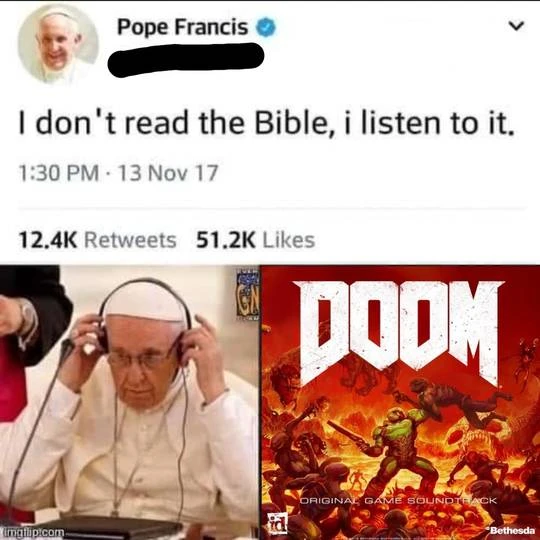 Pope Francis
I don't read the Bible, i listen to it.
1:30 PM · 13 Nov 17
12.4K Retweets 51.2K Likes
DOOM
ORIGINAL GAME SOUNDTRACK
id
Bethesda
imgflip.com